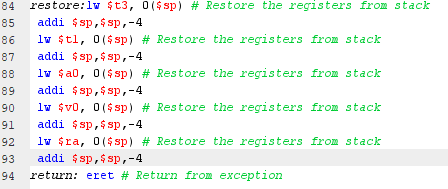 84 restore:lw $t3, 0($sp) # Restore the registers from stack
85 addi $sp,$sp,-4
86 lw $t1, 0($sp) # Restore the registers from stack
87 addi $sp,$sp,-4
88 lw $a0, 0($sp) # Restore the registers from stack
89 addi $sp,$sp,-4
90 lw $v0, 0($sp) # Restore the registers from stack
91 addi $sp,$sp,-4
92 lw $ra, 0($sp) # Restore the registers from stack
93 addi $sp,$sp,-4
94 return: eret # Return from exception